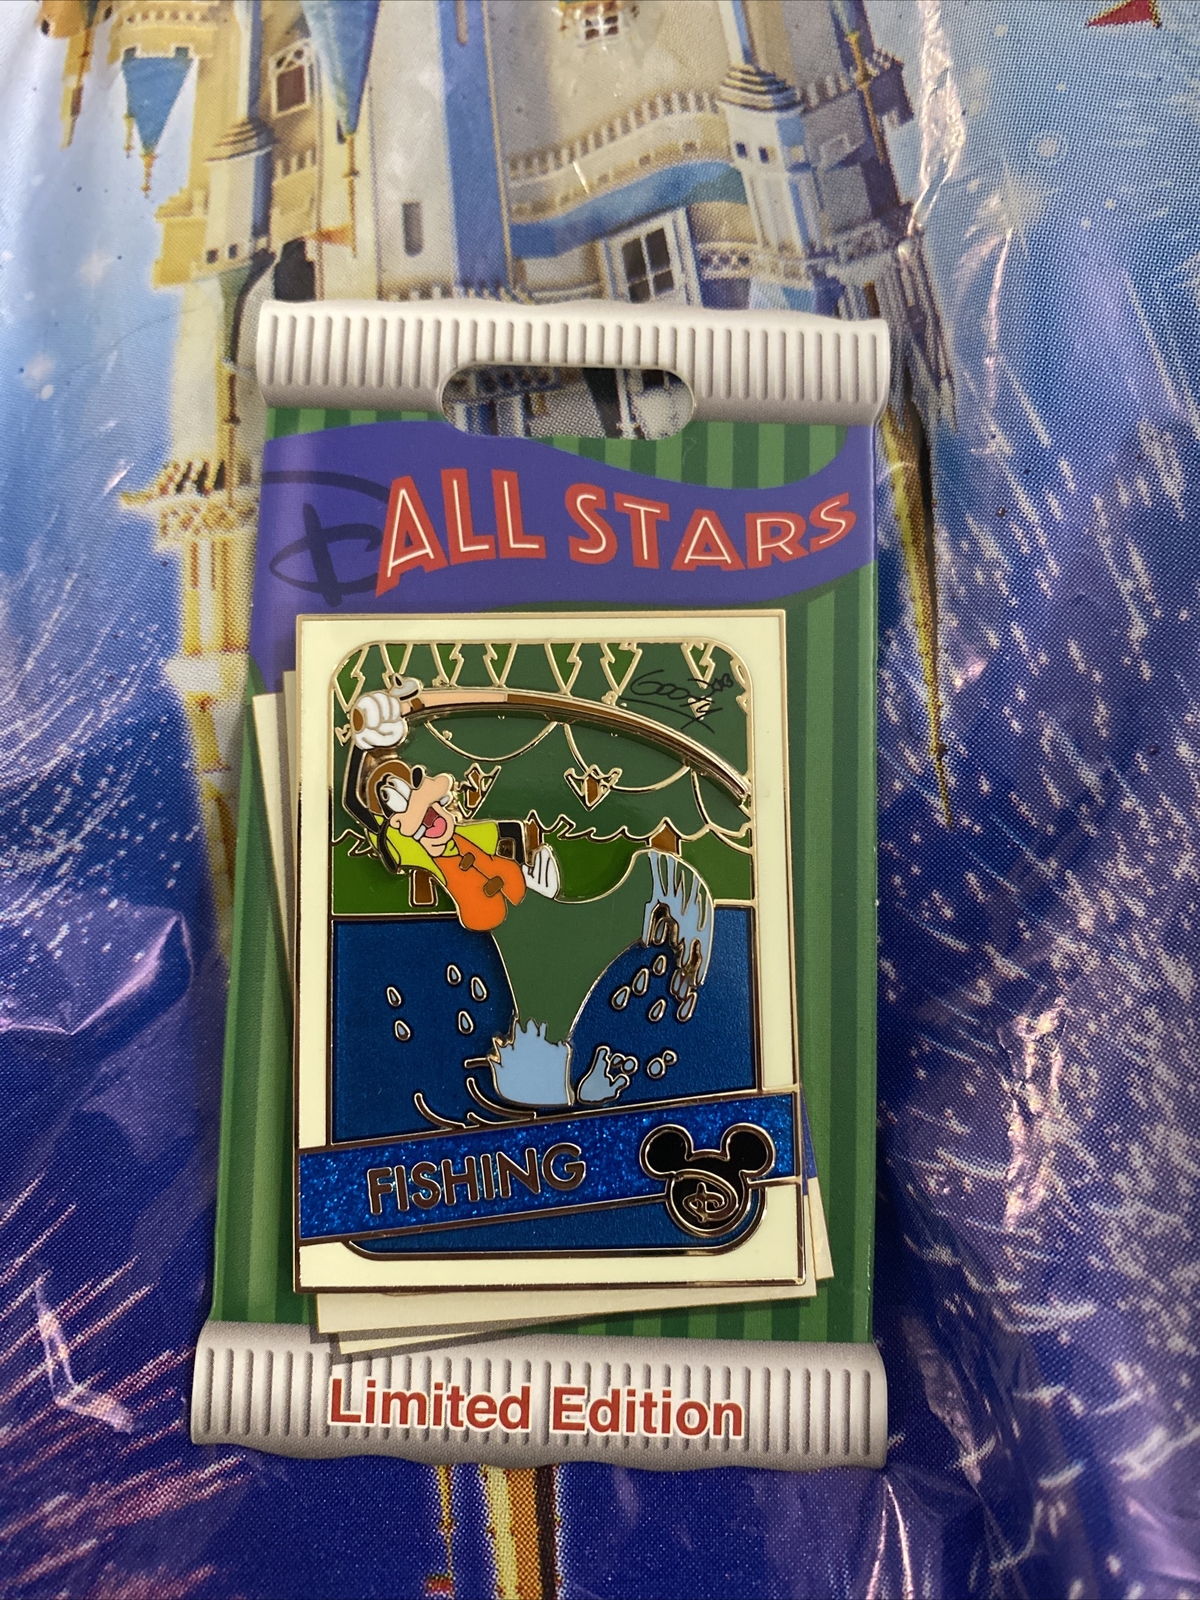 D ALL STARS
GOOFY
FISHING
D
Limited Edition